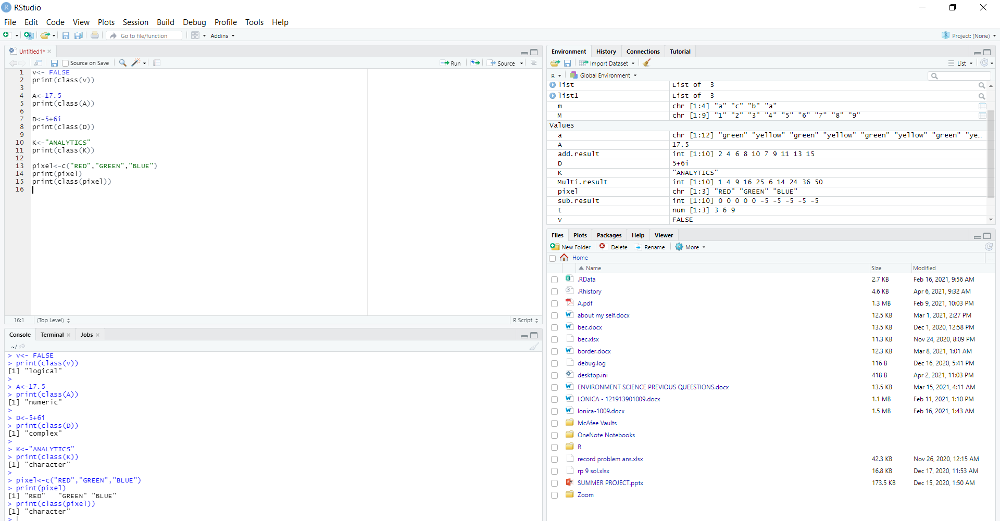 RStudio
File Edit Code View Plots Session Build Debug Profile Tools Help
Go to file/function Addins Project: (None)
Untitled1*
Source on Save Run Source
1 v<- FALSE
2 print(class(v))
3
4 A<-17.5
5 print(class(A))
6
7 D<-5+6i
8 print(class(D))
9
10 K<-"ANALYTICS"
11 print(class(K))
12
13 pixel<-c("RED","GREEN","BLUE")
14 print(pixel)
15 print(class(pixel))
16
16:1 (Top Level) R Script
Console Terminal Jobs
~/
> v<- FALSE
> print(class(v))
[1] "logical"
>
> A<-17.5
> print(class(A))
[1] "numeric"
>
> D<-5+6i
> print(class(D))
[1] "complex"
>
> K<-"ANALYTICS"
> print(class(K))
[1] "character"
>
> pixel<-c("RED","GREEN","BLUE")
> print(pixel)
[1] "RED"   "GREEN" "BLUE"
> print(class(pixel))
[1] "character"
>
Environment History Connections Tutorial
Import Dataset List
R Global Environment
list List of 3
list1 List of 3
m chr [1:4] "a" "c" "b" "a"
M chr [1:9] "1" "2" "3" "4" "5" "6" "7" "8" "9"
Values
a chr [1:12] "green" "yellow" "green" "yellow" "green" "yellow" "green" "ye…
A 17.5
add.result int [1:10] 2 4 6 8 10 7 9 11 13 15
D 5+6i
K "ANALYTICS"
Multi.result int [1:10] 1 4 9 16 25 6 14 24 36 50
pixel chr [1:3] "RED" "GREEN" "BLUE"
sub.result int [1:10] 0 0 0 0 0 -5 -5 -5 -5 -5
t num [1:3] 3 6 9
v FALSE
Files Plots Packages Help Viewer
New Folder Delete Rename More
Home ...
Name Size Modified
.RData 2.7 KB Feb 16, 2021, 9:56 AM
.Rhistory 4.6 KB Apr 6, 2021, 9:32 AM
A.pdf 1.3 MB Feb 9, 2021, 10:03 PM
about my self.docx 12.5 KB Mar 1, 2021, 2:27 PM
bec.docx 13.5 KB Dec 1, 2020, 12:58 PM
bec.xlsx 11.3 KB Nov 24, 2020, 8:09 PM
border.docx 12.3 KB Mar 8, 2021, 1:01 AM
debug.log 116 B Dec 16, 2020, 5:41 PM
desktop.ini 418 B Apr 2, 2021, 11:03 PM
ENVIRONMENT SCIENCE PREVIOUS QUEESTIONS.docx 13.5 KB Mar 15, 2021, 4:11 AM
LONICA - 121913901009.docx 1.1 MB Feb 11, 2021, 1:10 PM
lonica-1009.docx 1.5 MB Feb 16, 2021, 1:43 AM
McAfee Vaults
OneNote Notebooks
R
record problem ans.xlsx 42.3 KB Nov 26, 2020, 12:15 AM
rp 9 sol.xlsx 16.8 KB Dec 17, 2020, 11:53 AM
SUMMER PROJECT.pptx 173.5 KB Dec 15, 2020, 1:50 AM
Zoom